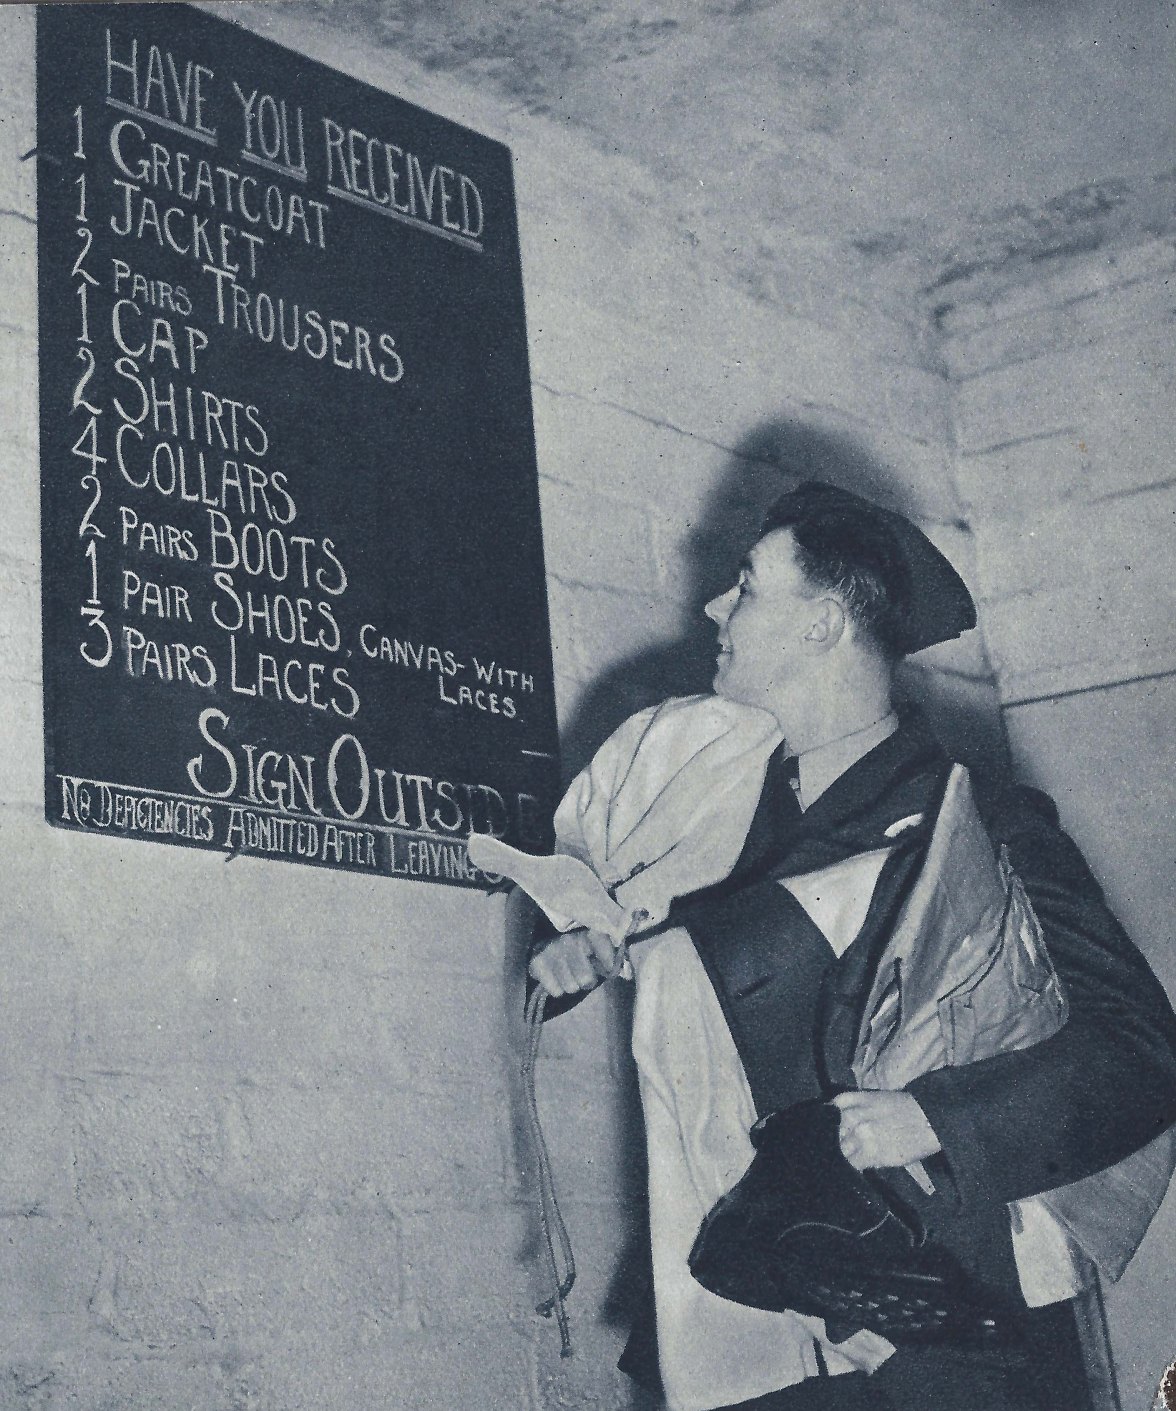 HAVE YOU RECEIVED
1 GREATCOAT
1 JACKET
2 PAIRS TROUSERS
1 CAP
2 SHIRTS
4 COLLARS
2 PAIRS BOOTS
1 PAIR SHOES, CANVAS-WITH
LACES.
3 PAIRS LACES
SIGN OUTSIDE
NO DEFICIENCIES ADMITTED AFTER LEAVING